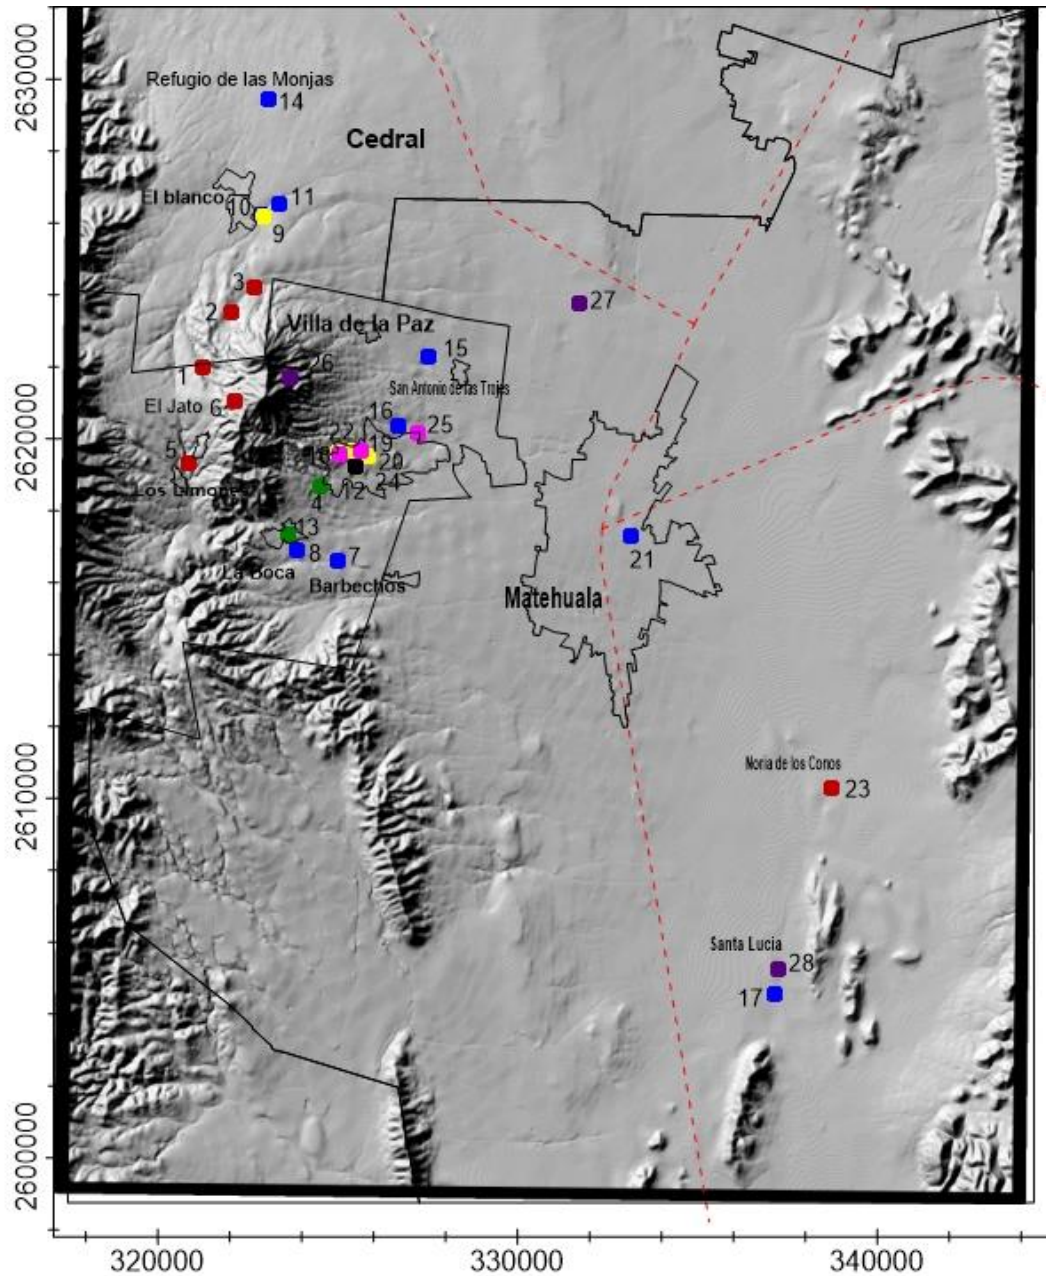 2630000
Refugio de las Monjas
14
Cedral
El blanco
10
11
9
3
2
27
Villa de la Paz
15
26
1
San Antonio de las Trojes
El Jato
6
16
25
22
19
5
18
20
2620000
Los Limones
12
24
4
13
21
8
7
La Boca
Barbechos
Matehuala
Noria de los Conos
23
2610000
Santa Lucia
28
17
2600000
320000
330000
340000